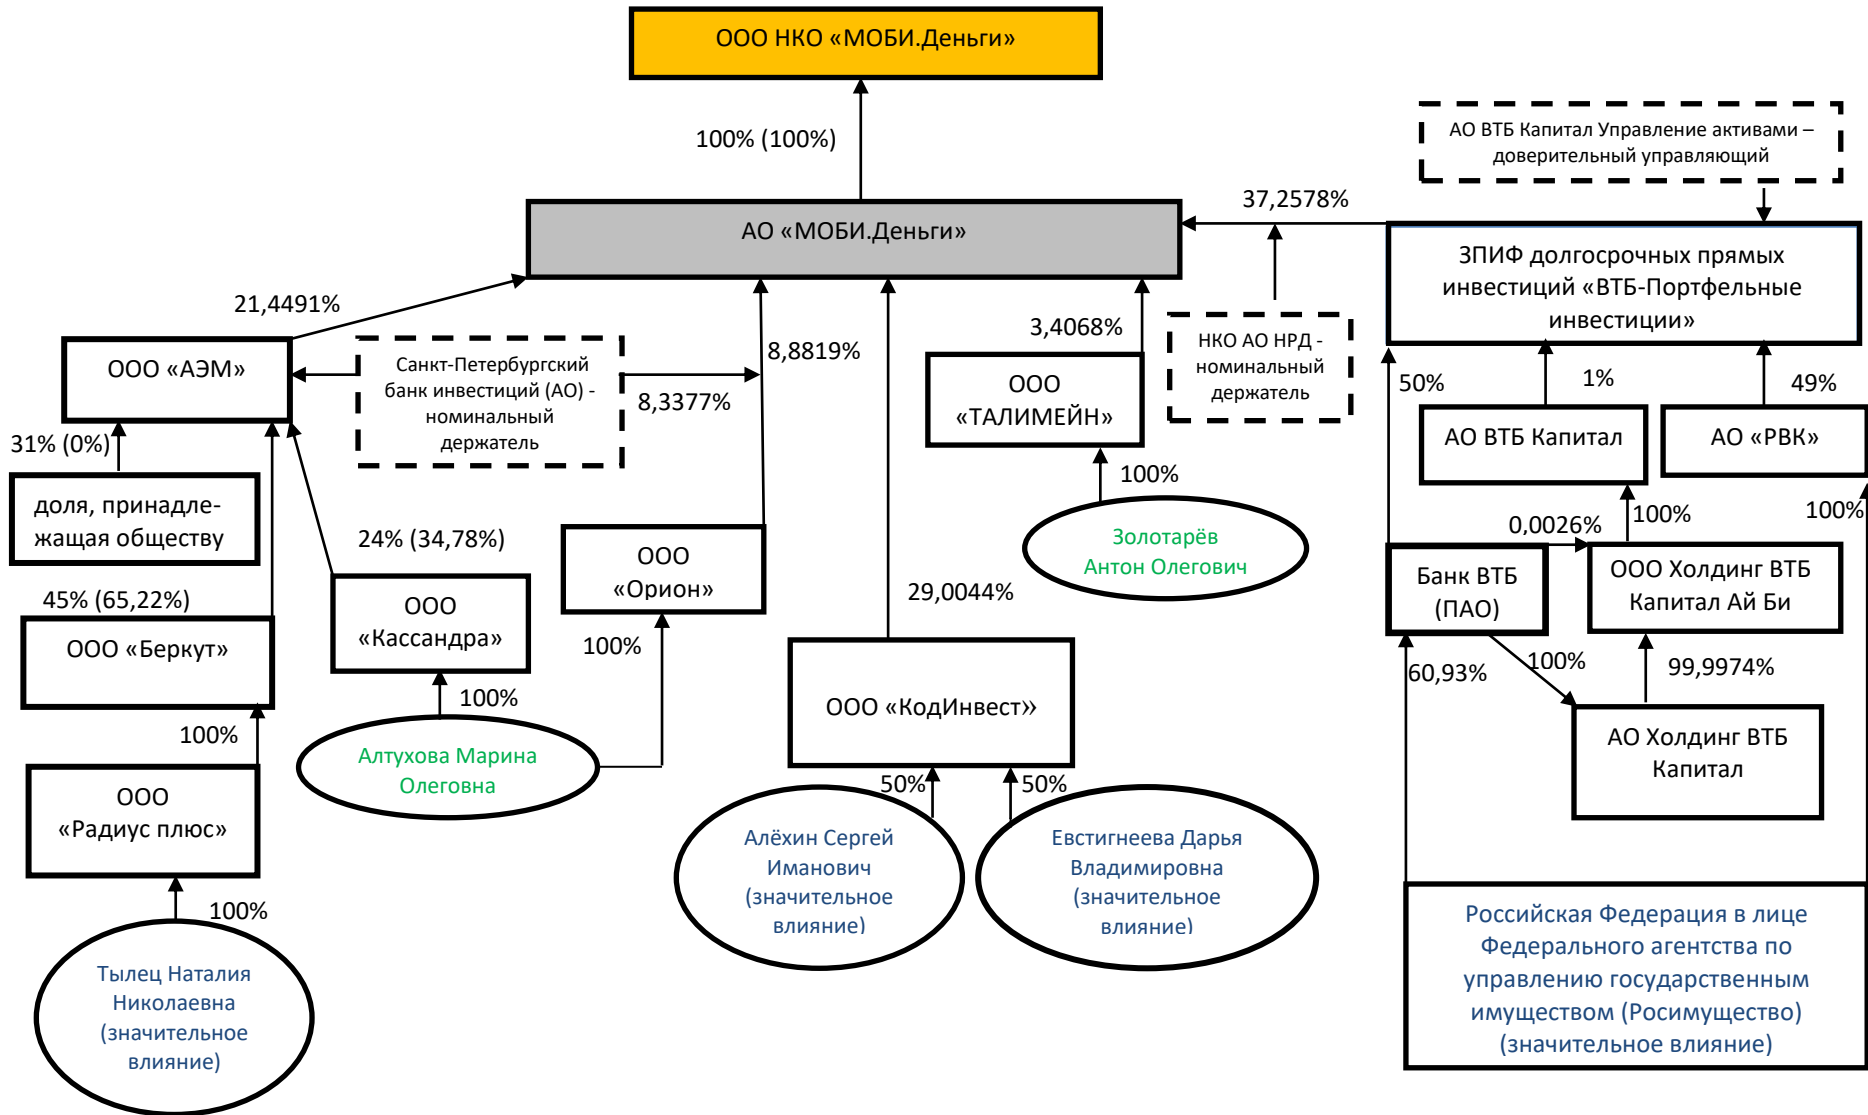 ООО НКО «МОБИ.Деньги»
100% (100%)
АО ВТБ Капитал Управление активами –
доверительный управляющий
АО «МОБИ.Деньги»
37,2578%
ЗПИФ долгосрочных прямых
инвестиций «ВТБ-Портфельные
инвестиции»
21,4491%
ООО «АЭМ»
Санкт-Петербургский
банк инвестиций (АО) -
номинальный
держатель
8,8819%
8,3377%
3,4068%
ООО
«ТАЛИМЕЙН»
НКО АО НРД -
номинальный
держатель
50%
1%
49%
АО ВТБ Капитал
АО «РВК»
31% (0%)
доля, принадле-
жащая обществу
24% (34,78%)
45% (65,22%)
ООО «Беркут»
ООО
«Кассандра»
ООО
«Орион»
100%
Золотарёв
Антон Олегович
29,0044%
0,0026%
100%
100%
Банк ВТБ
(ПАО)
ООО Холдинг ВТБ
Капитал Ай Би
100%
100%
100%
ООО
«Радиус плюс»
Алтухова Марина
Олеговна
ООО «КодИнвест»
60,93%
100%
99,9974%
АО Холдинг ВТБ
Капитал
50%
50%
Алёхин Сергей
Иманович
(значительное
влияние)
Евстигнеева Дарья
Владимировна
(значительное
влияние)
100%
Тылец Наталия
Николаевна
(значительное
влияние)
Российская Федерация в лице
Федерального агентства по
управлению государственным
имуществом (Росимущество)
(значительное влияние)